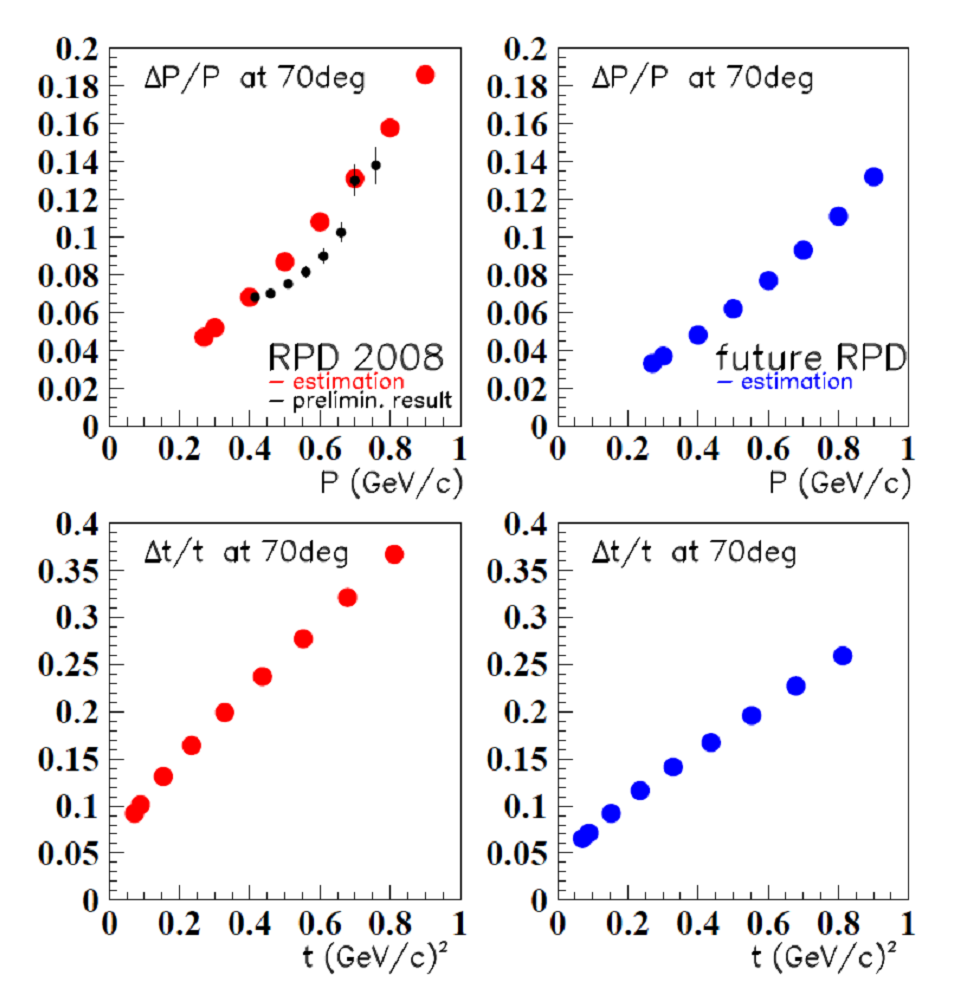 ΔP/P at 70deg
0.2
0.18
0.16
0.14
0.12
0.1
0.08
0.06
0.04
0.02
0
RPD 2008
– estimation
– prelimin. result
0 0.2 0.4 0.6 0.8 1
P (GeV/c)
ΔP/P at 70deg
0.2
0.18
0.16
0.14
0.12
0.1
0.08
0.06
0.04
0.02
0
future RPD
– estimation
0 0.2 0.4 0.6 0.8 1
P (GeV/c)
Δt/t at 70deg
0.4
0.35
0.3
0.25
0.2
0.15
0.1
0.05
0
0 0.2 0.4 0.6 0.8 1
t (GeV/c)²
Δt/t at 70deg
0.4
0.35
0.3
0.25
0.2
0.15
0.1
0.05
0
0 0.2 0.4 0.6 0.8 1
t (GeV/c)²